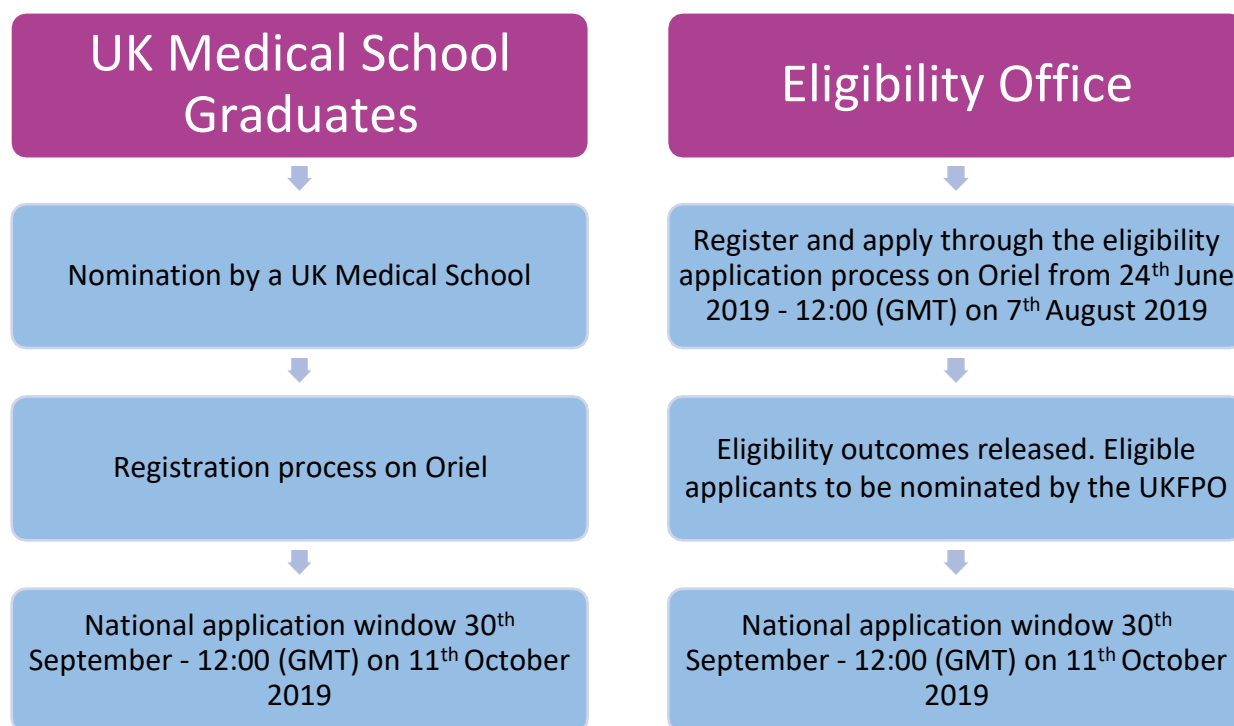 UK Medical School
Graduates
Nomination by a UK Medical School
Registration process on Oriel
National application window 30th
September - 12:00 (GMT) on 11th October
2019
Eligibility Office
Register and apply through the eligibility
application process on Oriel from 24th June
2019 - 12:00 (GMT) on 7th August 2019
Eligibility outcomes released. Eligible
applicants to be nominated by the UKFPO
National application window 30th
September - 12:00 (GMT) on 11th October
2019